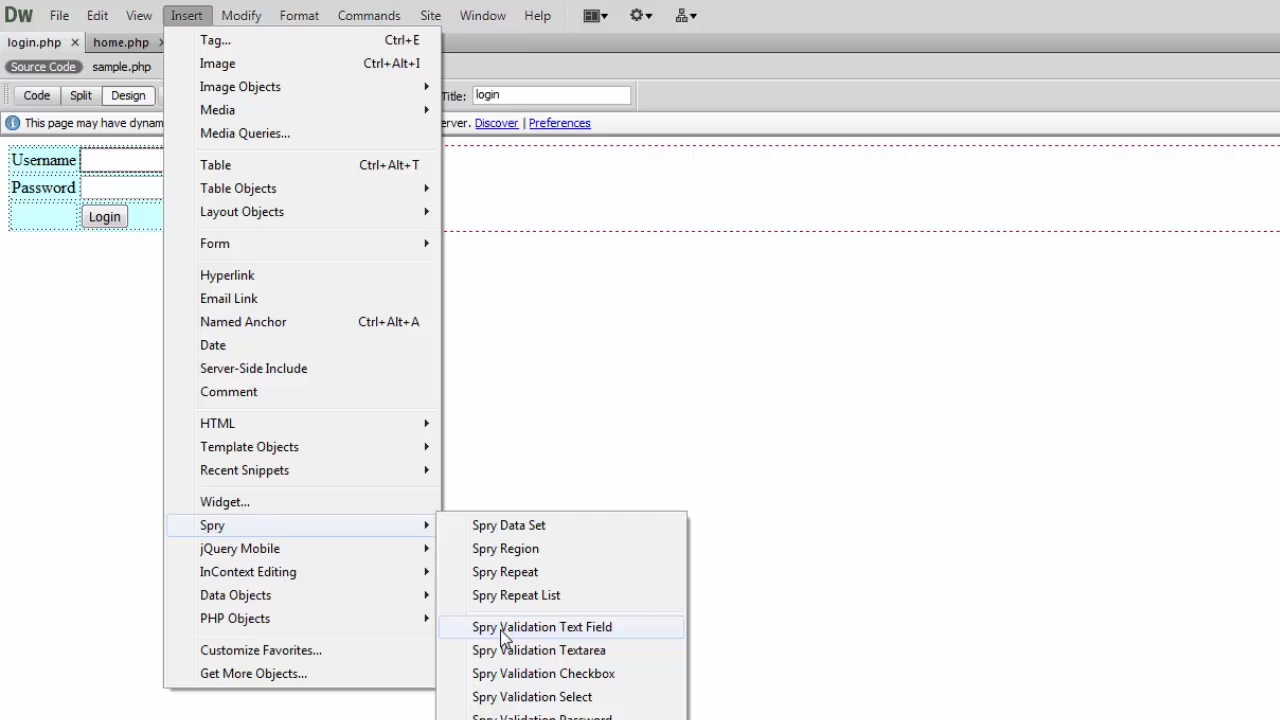 Dw File Edit View Insert Modify Format Commands Site Window Help
login.php × home.php
Source Code sample.php
Code Split Design Title: login
This page may have dynam erver. Discover | Preferences
Username
Password
Login
Tag... Ctrl+E
Image Ctrl+Alt+I
Image Objects
Media
Media Queries...
Table Ctrl+Alt+T
Table Objects
Layout Objects
Form
Hyperlink
Email Link
Named Anchor Ctrl+Alt+A
Date
Server-Side Include
Comment
HTML
Template Objects
Recent Snippets
Widget...
Spry
jQuery Mobile
InContext Editing
Data Objects
PHP Objects
Customize Favorites...
Get More Objects...
Spry Data Set
Spry Region
Spry Repeat
Spry Repeat List
Spry Validation Text Field
Spry Validation Textarea
Spry Validation Checkbox
Spry Validation Select
Spry Validation Password